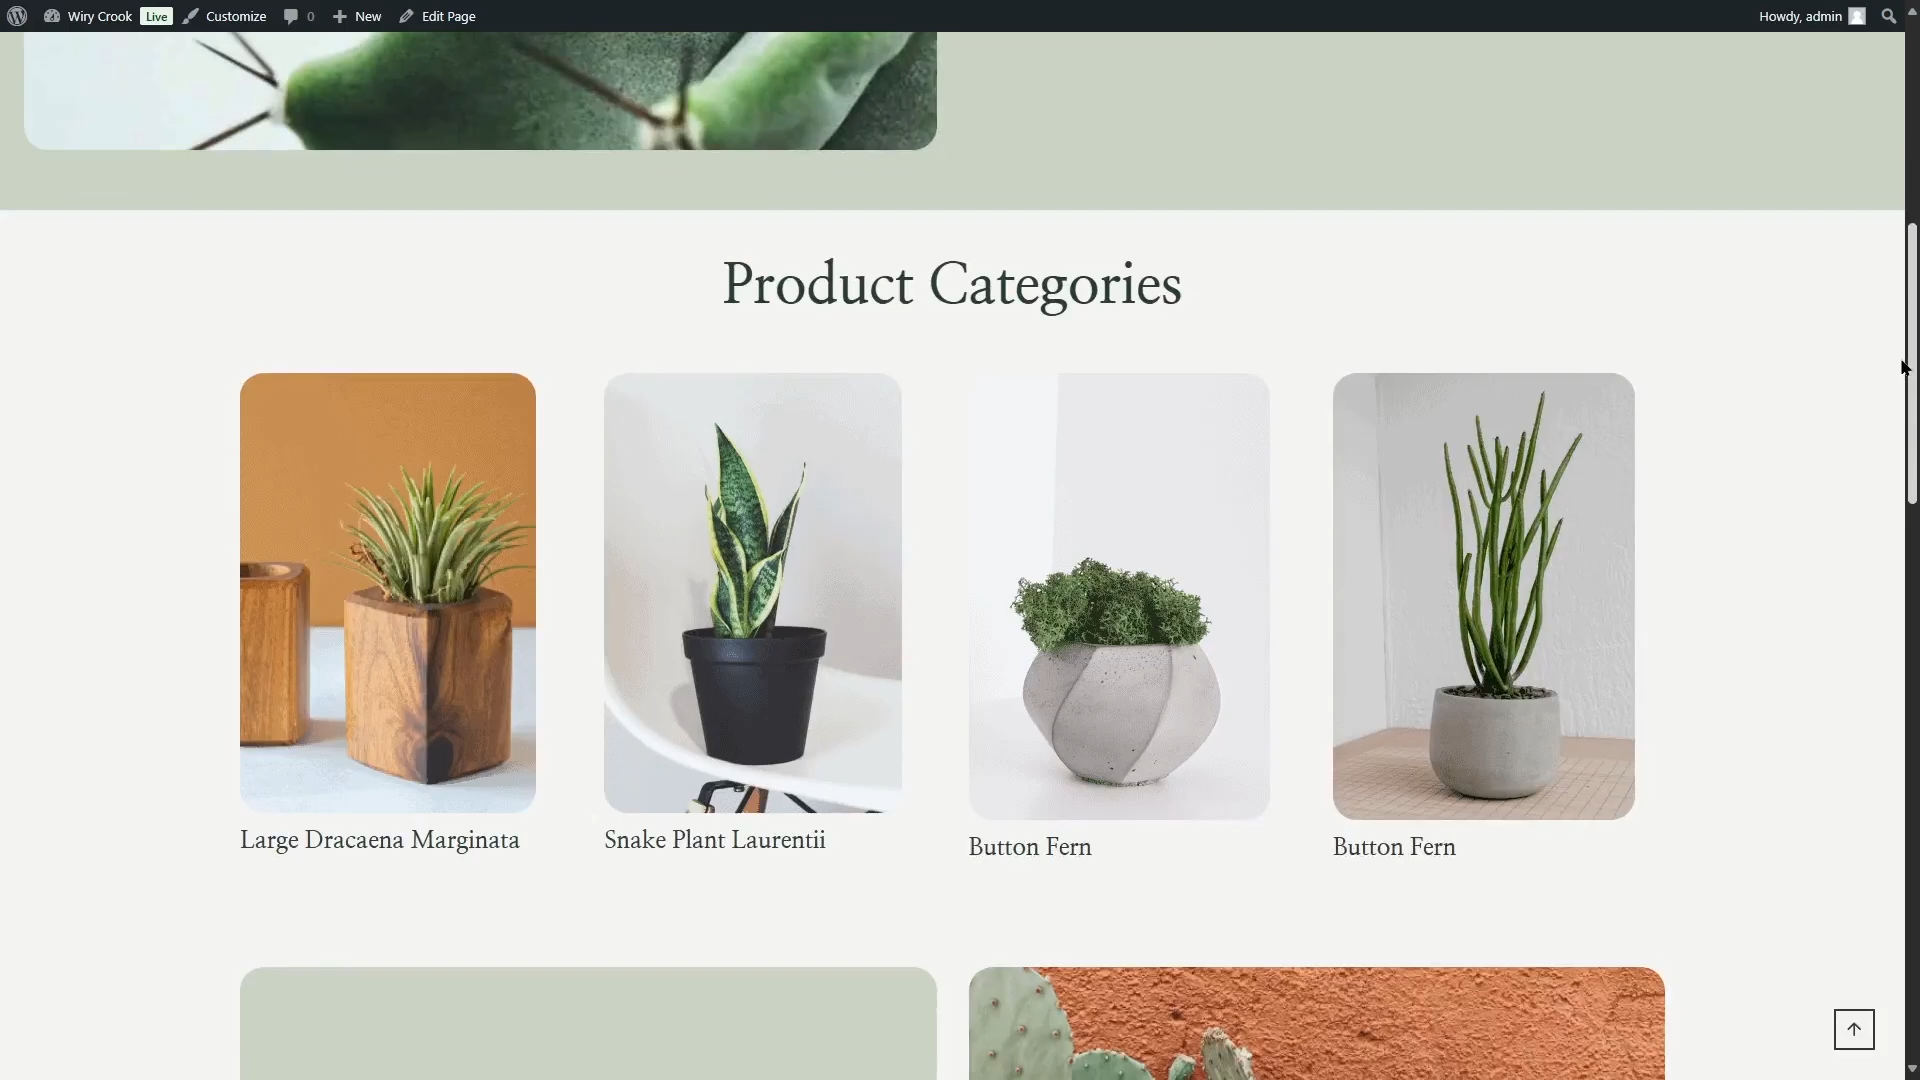 Wiry Crook Live Customize 0 New Edit Page Howdy, admin
Product Categories
Large Dracaena Marginata
Snake Plant Laurentii
Button Fern
Button Fern